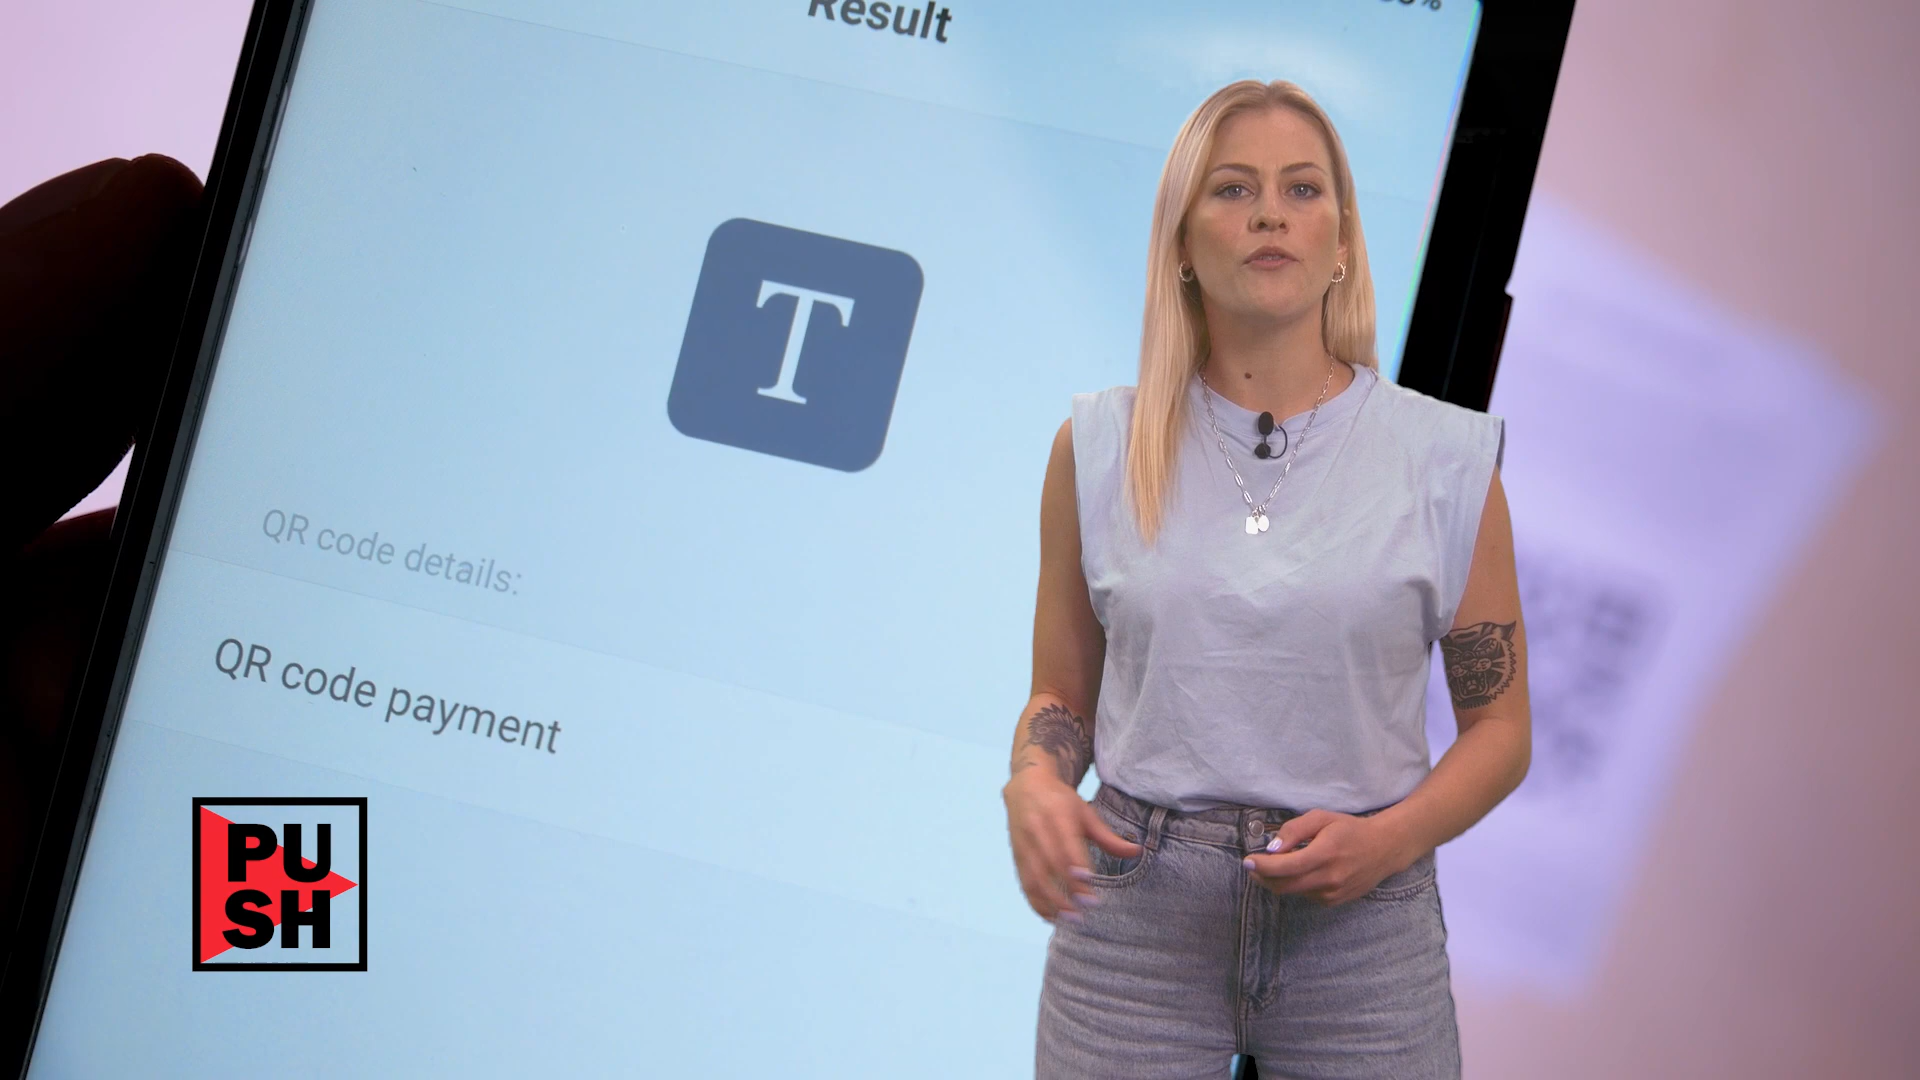 Result
T
QR code details:
QR code payment
PU
SH